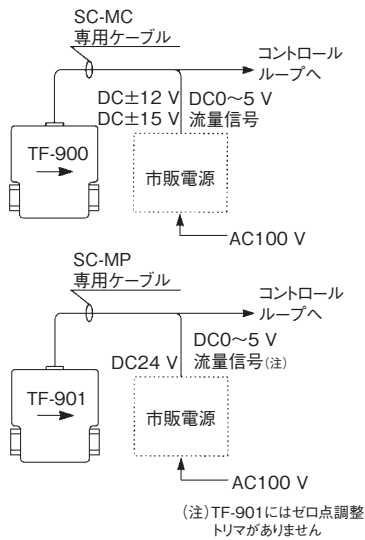 SC-MC
専用ケーブル
コントロール
ループへ
DC±12 V
DC±15 V
DC0～5 V
流量信号
TF-900
市販電源
AC100 V
SC-MP
専用ケーブル
コントロール
ループへ
DC24 V
DC0～5 V
流量信号(注)
TF-901
市販電源
AC100 V
(注)TF-901にはゼロ点調整
トリマがありません